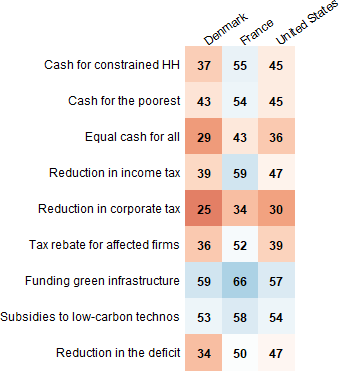 Denmark France United States
Cash for constrained HH 37 55 45
Cash for the poorest 43 54 45
Equal cash for all 29 43 36
Reduction in income tax 39 59 47
Reduction in corporate tax 25 34 30
Tax rebate for affected firms 36 52 39
Funding green infrastructure 59 66 57
Subsidies to low-carbon technos 53 58 54
Reduction in the deficit 34 50 47